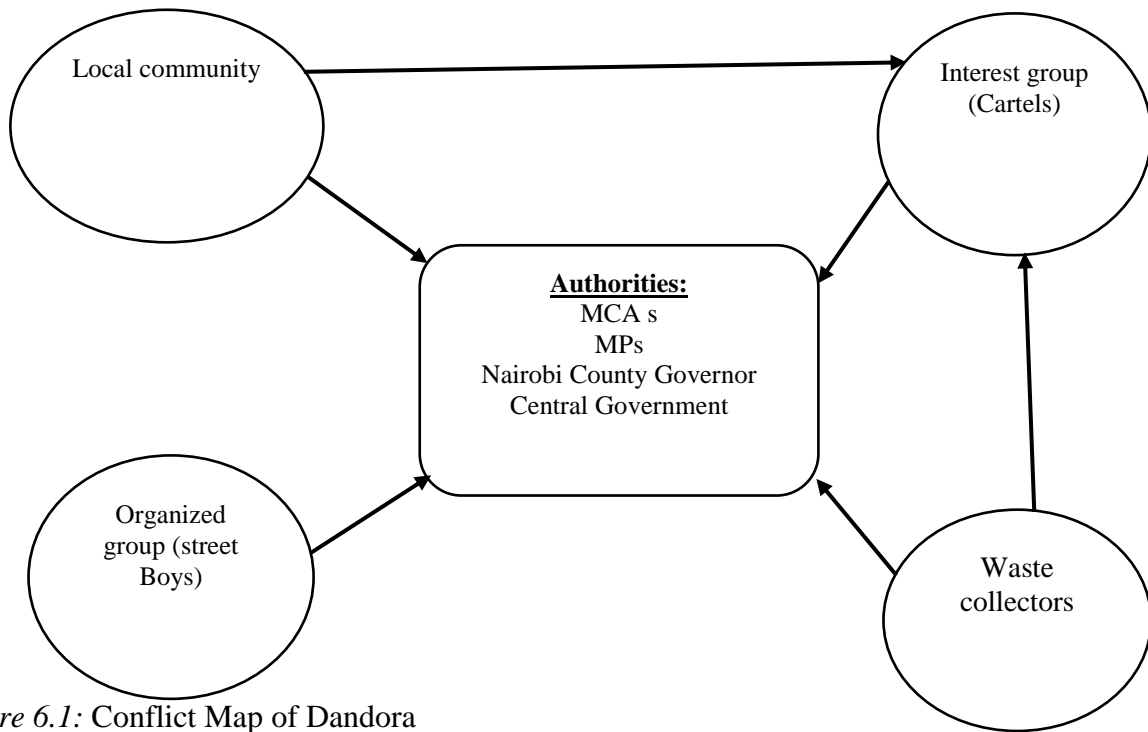 Local community
Interest group
(Cartels)
Authorities:
MCA s
MPs
Nairobi County Governor
Central Government
Organized
group (street
Boys)
Waste
collectors
re 6.1: Conflict Map of Dandora